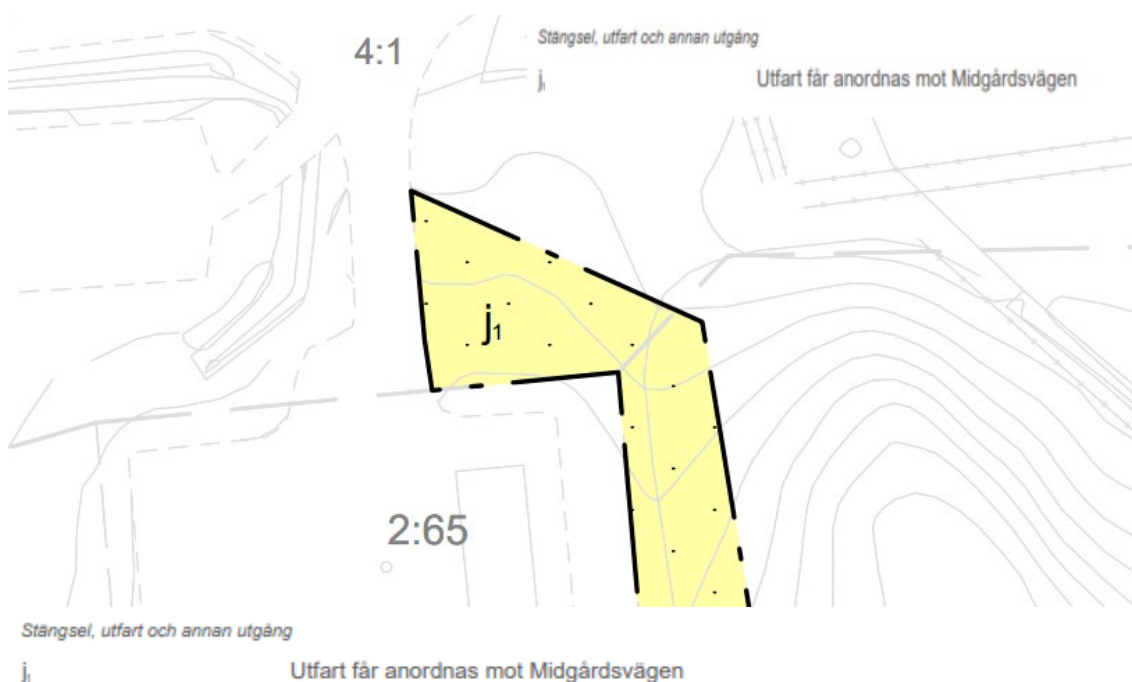 4:1
Stängsel, utfart och annan utgång
j₁ Utfart får anordnas mot Midgårdsvägen
j₁
2:65
Stängsel, utfart och annan utgång
j₁ Utfart får anordnas mot Midgårdsvägen